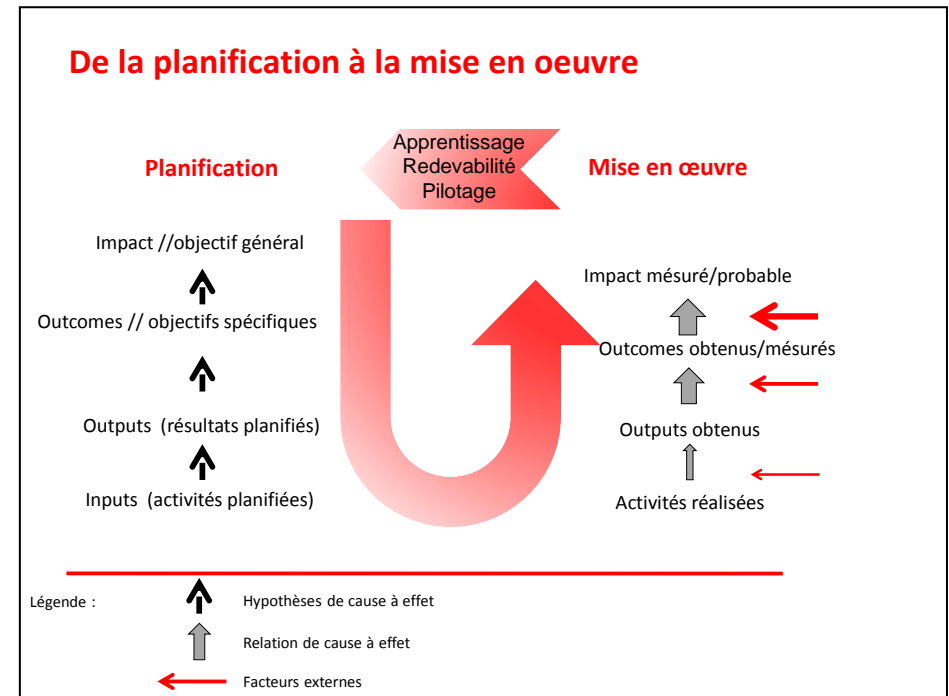 De la planification à la mise en oeuvre
Apprentissage
Redevabilité
Pilotage
Planification
Mise en œuvre
Impact //objectif général
Outcomes // objectifs spécifiques
Outputs (résultats planifiés)
Inputs (activités planifiées)
Impact mésuré/probable
Outcomes obtenus/mésurés
Outputs obtenus
Activités réalisées
Légende :
Hypothèses de cause à effet
Relation de cause à effet
Facteurs externes